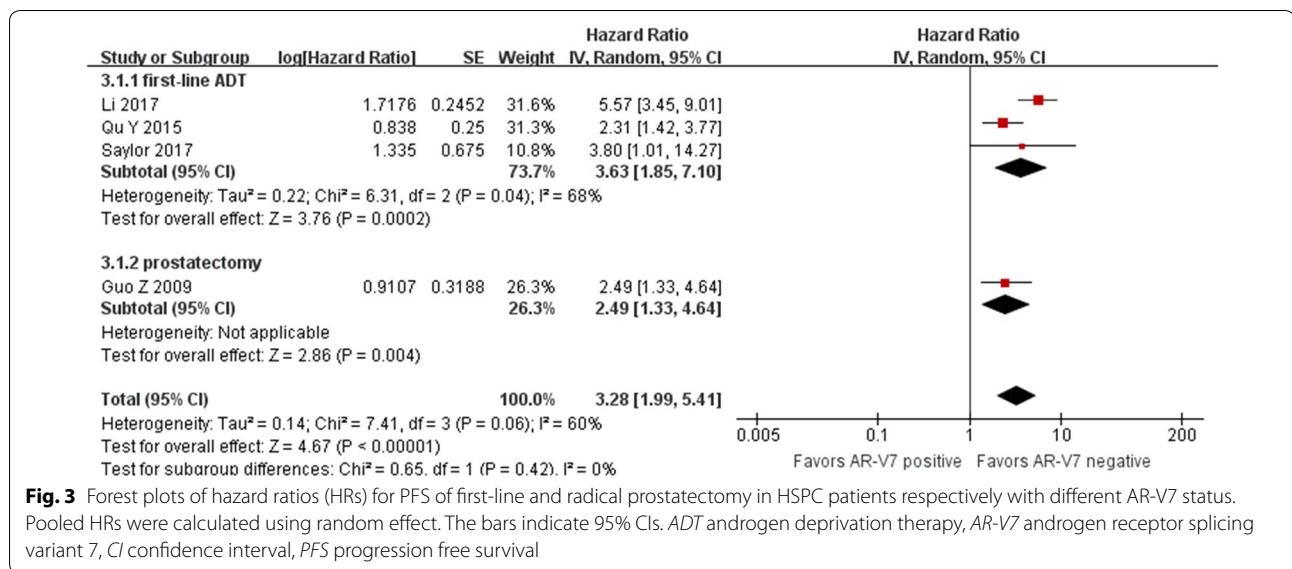 Hazard Ratio Hazard Ratio
Study or Subgroup log[Hazard Ratio] SE Weight IV, Random, 95% CI IV, Random, 95% CI
3.1.1 first-line ADT
Li 2017 1.7176 0.2452 31.6% 5.57 [3.45, 9.01]
Qu Y 2015 0.838 0.25 31.3% 2.31 [1.42, 3.77]
Saylor 2017 1.335 0.675 10.8% 3.80 [1.01, 14.27]
Subtotal (95% CI) 73.7% 3.63 [1.85, 7.10]
Heterogeneity: Tau² = 0.22; Chi² = 6.31, df = 2 (P = 0.04); I² = 68%
Test for overall effect: Z = 3.76 (P = 0.0002)
3.1.2 prostatectomy
Guo Z 2009 0.9107 0.3188 26.3% 2.49 [1.33, 4.64]
Subtotal (95% CI) 26.3% 2.49 [1.33, 4.64]
Heterogeneity: Not applicable
Test for overall effect: Z = 2.86 (P = 0.004)
Total (95% CI) 100.0% 3.28 [1.99, 5.41]
Heterogeneity: Tau² = 0.14; Chi² = 7.41, df = 3 (P = 0.06); I² = 60%
Test for overall effect: Z = 4.67 (P < 0.00001)
Test for subgroup differences: Chi² = 0.65, df = 1 (P = 0.42), I² = 0%
0.005 0.1 1 10 200
Favors AR-V7 positive Favors AR-V7 negative
Fig. 3 Forest plots of hazard ratios (HRs) for PFS of first-line and radical prostatectomy in HSPC patients respectively with different AR-V7 status.
Pooled HRs were calculated using random effect. The bars indicate 95% CIs. ADT androgen deprivation therapy, AR-V7 androgen receptor splicing
variant 7, CI confidence interval, PFS progression free survival